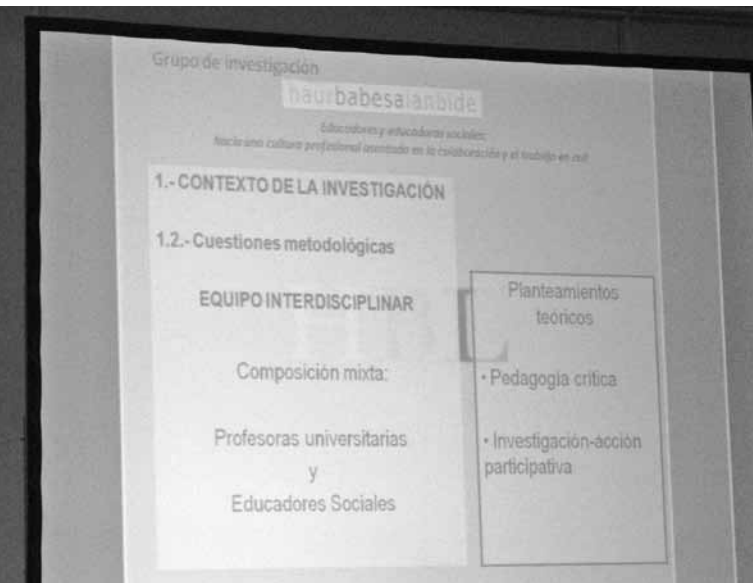 Grupo de investigación
haurbabesalanbide
Educadores y educadoras sociales:
Hacia una cultura profesional asentada en la colaboración y el trabajo en red
1.- CONTEXTO DE LA INVESTIGACIÓN
1.2.- Cuestiones metodológicas
EQUIPO INTERDISCIPLINAR
Composición mixta:
Profesoras universitarias
y
Educadores Sociales
Planteamientos
teóricos
• Pedagogía crítica
• Investigación-acción
participativa